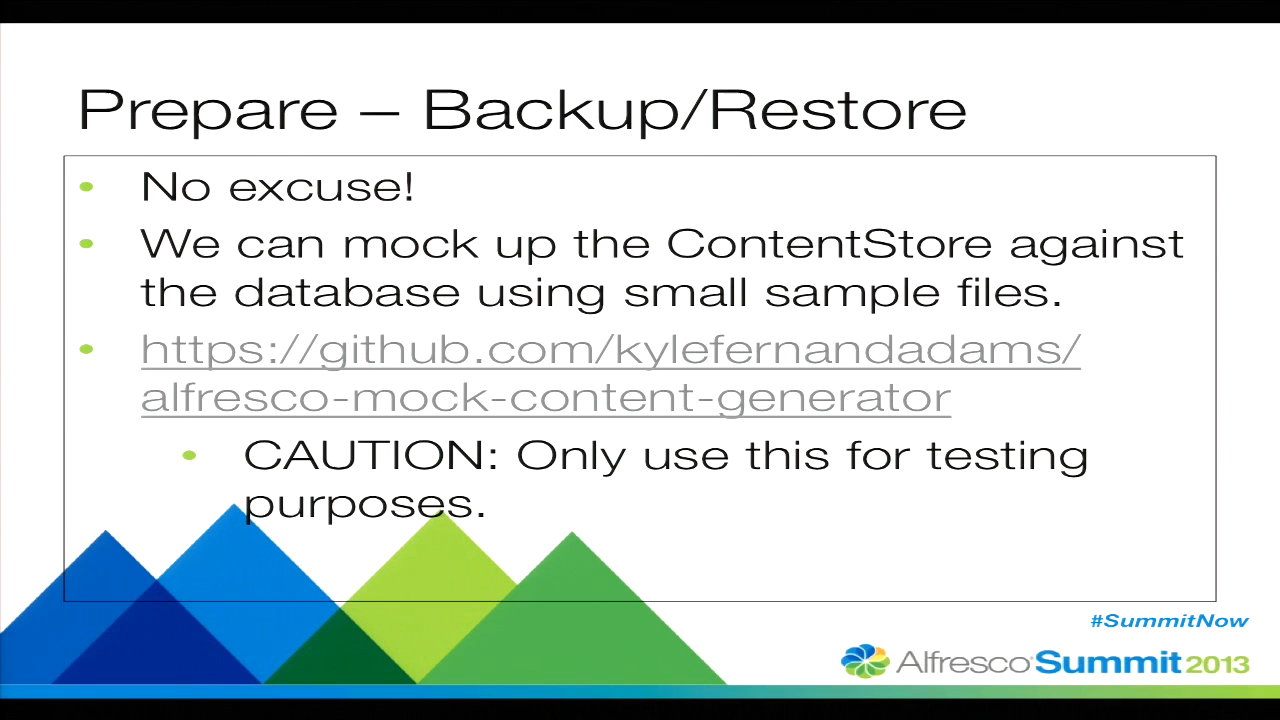 Prepare – Backup/Restore
• No excuse!
• We can mock up the ContentStore against
the database using small sample files.
• https://github.com/kylefernandadams/
alfresco-mock-content-generator
• CAUTION: Only use this for testing
purposes.
#SummitNow
Alfresco Summit 2013